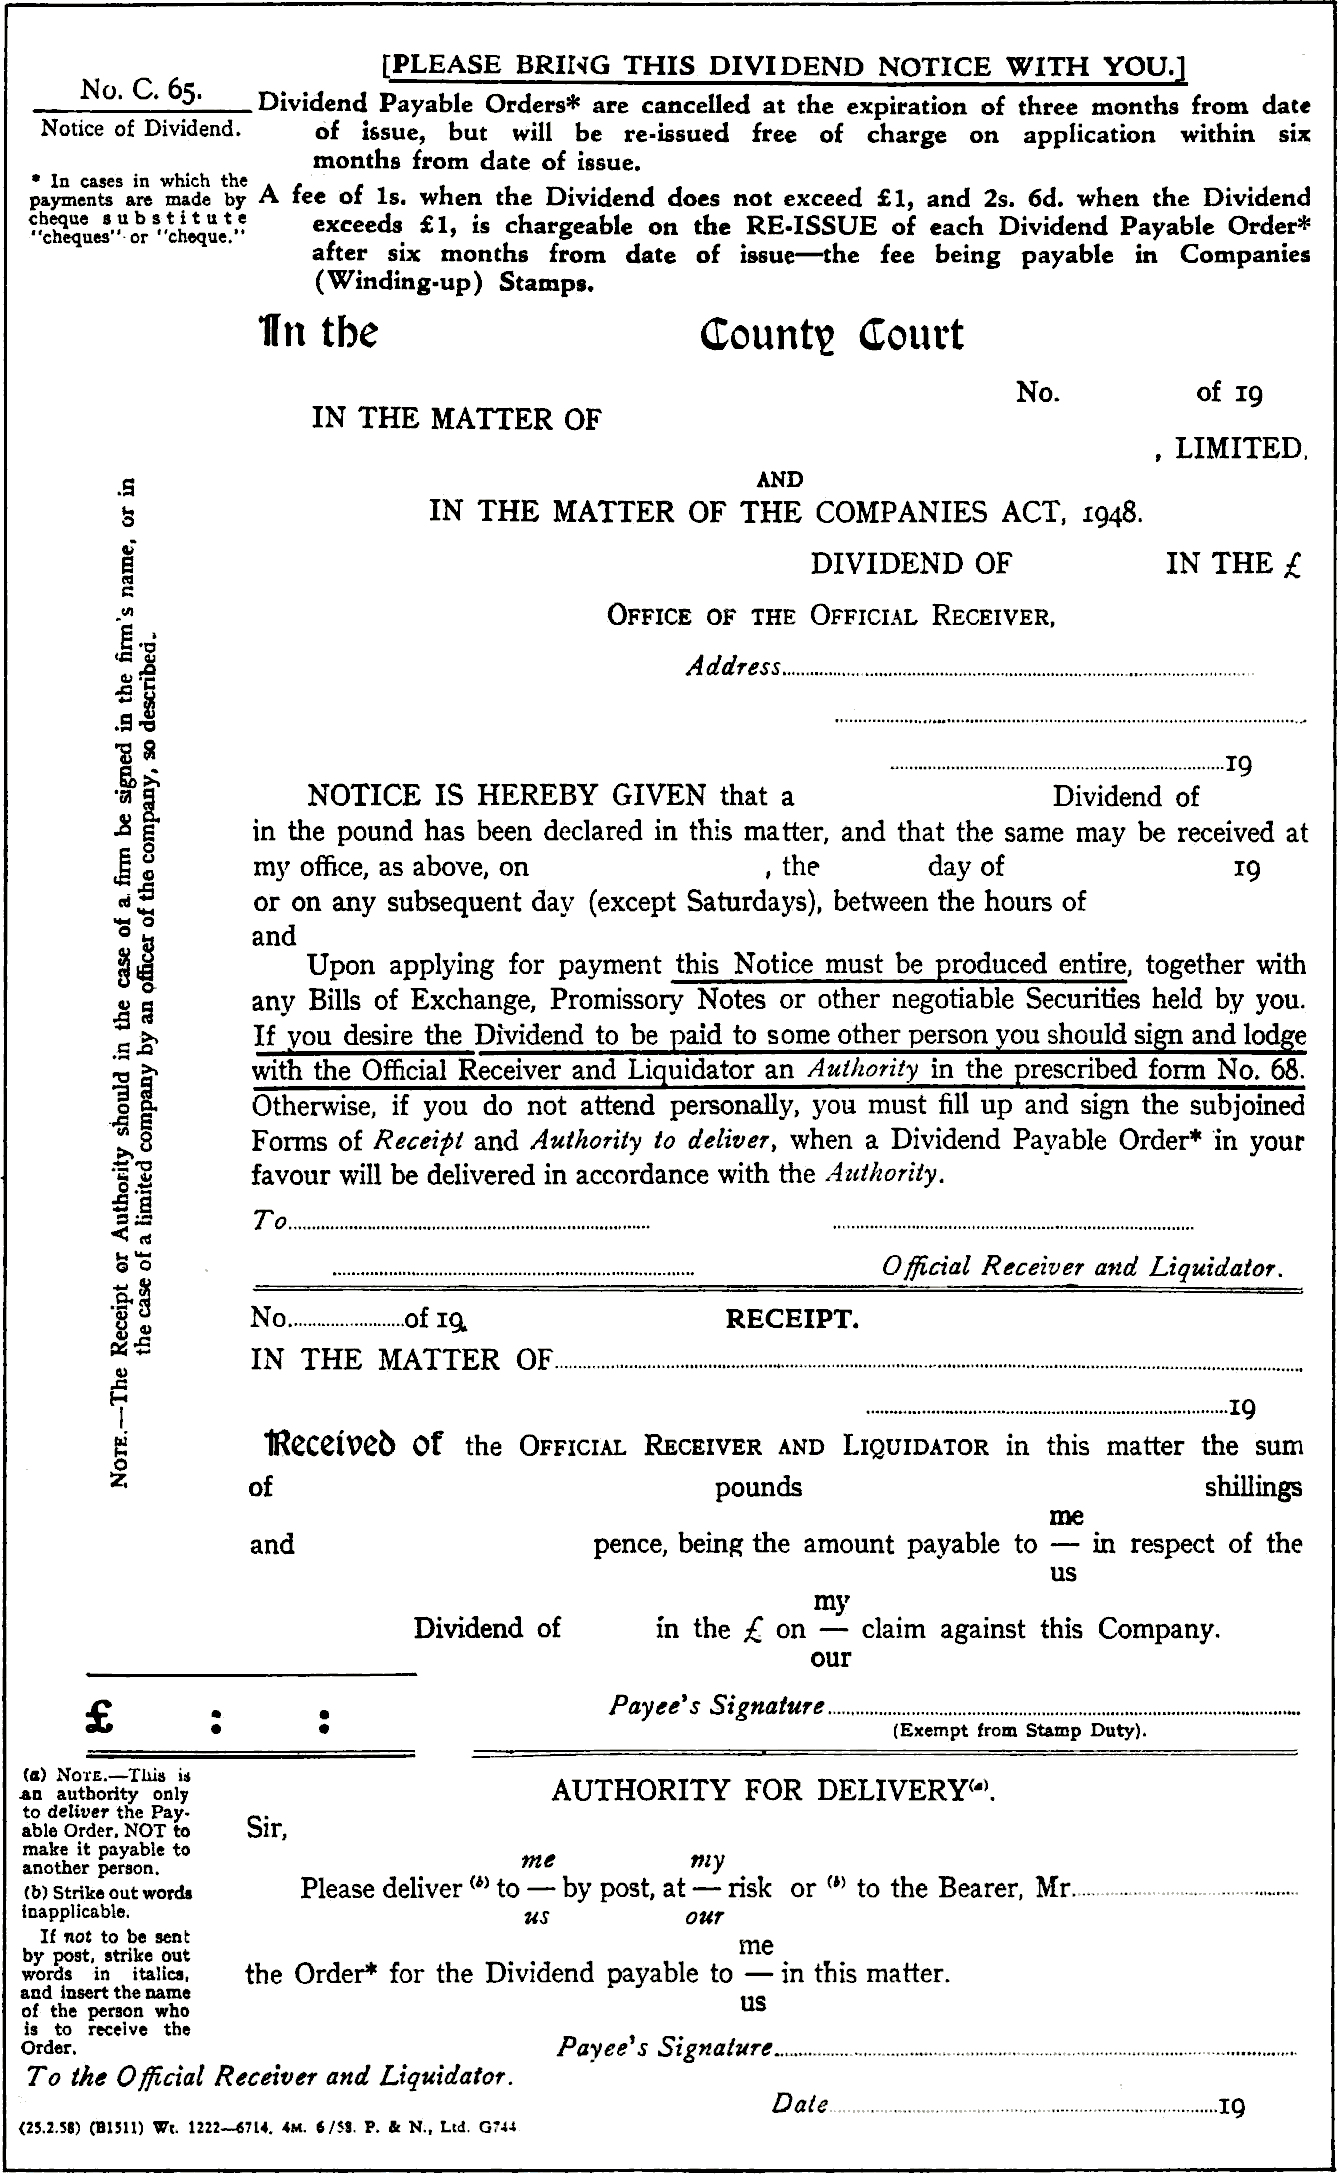 [PLEASE BRING THIS DIVIDEND NOTICE WITH YOU.]
No. C. 65.
Notice of Dividend.
* In cases in which the
payments are made by
cheque substitute
"cheques" or "cheque."
Dividend Payable Orders* are cancelled at the expiration of three months from date
of issue, but will be re-issued free of charge on application within six
months from date of issue.
A fee of 1s. when the Dividend does not exceed £1, and 2s. 6d. when the Dividend
exceeds £1, is chargeable on the RE-ISSUE of each Dividend Payable Order*
after six months from date of issue—the fee being payable in Companies
(Winding-up) Stamps.
In the County Court
No. of 19
IN THE MATTER OF
, LIMITED,
AND
IN THE MATTER OF THE COMPANIES ACT, 1948.
DIVIDEND OF IN THE £
OFFICE OF THE OFFICIAL RECEIVER,
Address
19
NOTICE IS HEREBY GIVEN that a Dividend of
in the pound has been declared in this matter, and that the same may be received at
my office, as above, on , the day of 19
or on any subsequent day (except Saturdays), between the hours of
and
Upon applying for payment this Notice must be produced entire, together with
any Bills of Exchange, Promissory Notes or other negotiable Securities held by you.
If you desire the Dividend to be paid to some other person you should sign and lodge
with the Official Receiver and Liquidator an Authority in the prescribed form No. 68.
Otherwise, if you do not attend personally, you must fill up and sign the subjoined
Forms of Receipt and Authority to deliver, when a Dividend Payable Order* in your
favour will be delivered in accordance with the Authority.
To
Official Receiver and Liquidator.
NOTE.—The Receipt or Authority should in the case of a firm be signed in the firm's name, or in
the case of a limited company by an officer of the company, so described.
No. of 19 RECEIPT.
IN THE MATTER OF
19
Received of the OFFICIAL RECEIVER AND LIQUIDATOR in this matter the sum
of pounds shillings
me
and pence, being the amount payable to — in respect of the
us
my
Dividend of in the £ on — claim against this Company.
our
£ : :
Payee's Signature
(Exempt from Stamp Duty).
(a) NOTE.—This is
an authority only
to deliver the Pay-
able Order, NOT to
make it payable to
another person.
(b) Strike out words
inapplicable.
If not to be sent
by post, strike out
words in italics,
and insert the name
of the person who
is to receive the
Order.
AUTHORITY FOR DELIVERY(a).
Sir,
me my
Please deliver (b) to — by post, at — risk or (b) to the Bearer, Mr.
us our
me
the Order* for the Dividend payable to — in this matter.
us
Payee's Signature
To the Official Receiver and Liquidator.
Date 19
(25.2.58) (B1511) Wt. 1222—6714. 4M. 6/58. P. & N., Ltd. G744